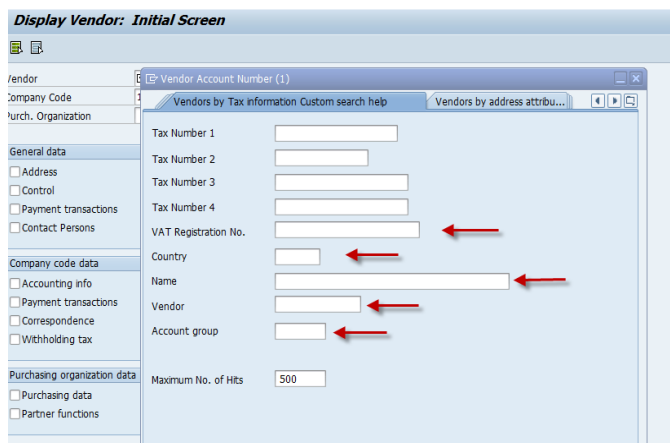 Display Vendor: Initial Screen
Vendor
Company Code
Purch. Organization
General data
Address
Control
Payment transactions
Contact Persons
Company code data
Accounting info
Payment transactions
Correspondence
Withholding tax
Purchasing organization data
Purchasing data
Partner functions
Vendor Account Number (1)
Vendors by Tax information Custom search help
Vendors by address attribu...
Tax Number 1
Tax Number 2
Tax Number 3
Tax Number 4
VAT Registration No.
Country
Name
Vendor
Account group
Maximum No. of Hits 500